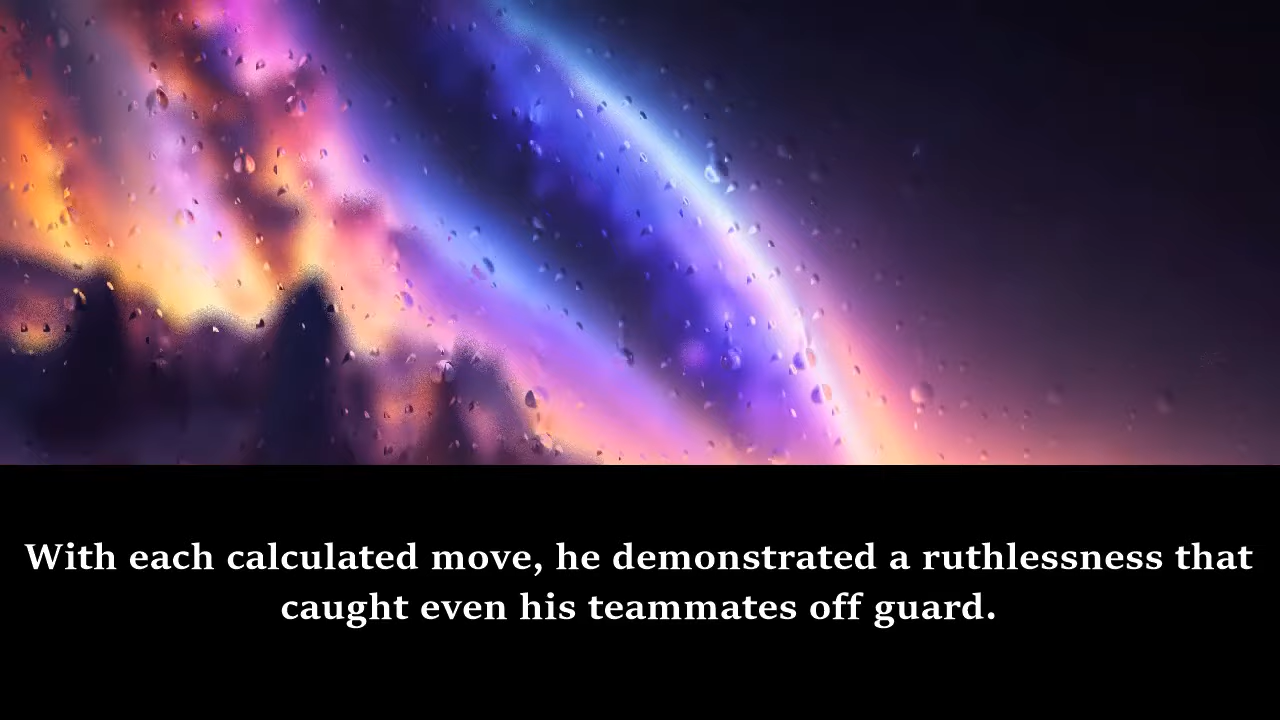 With each calculated move, he demonstrated a ruthlessness that
caught even his teammates off guard.